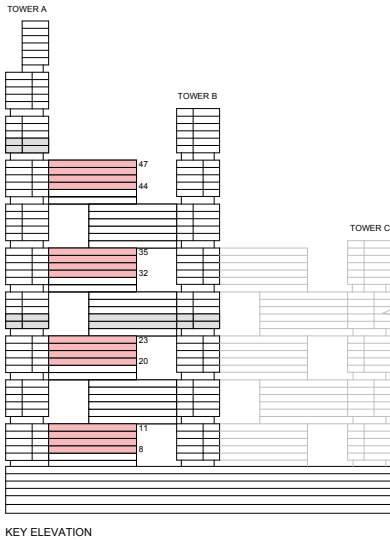 TOWER A
TOWER B
47
44
TOWER C
35
32
23
20
11
8
KEY ELEVATION